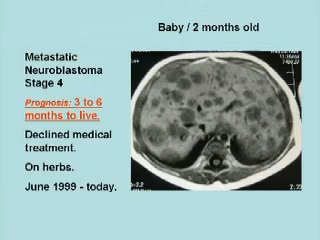 Baby / 2 months old
Metastatic
Neuroblastoma
Stage 4
Prognosis: 3 to 6
months to live.
Declined medical
treatment.
On herbs.
June 1999 - today.